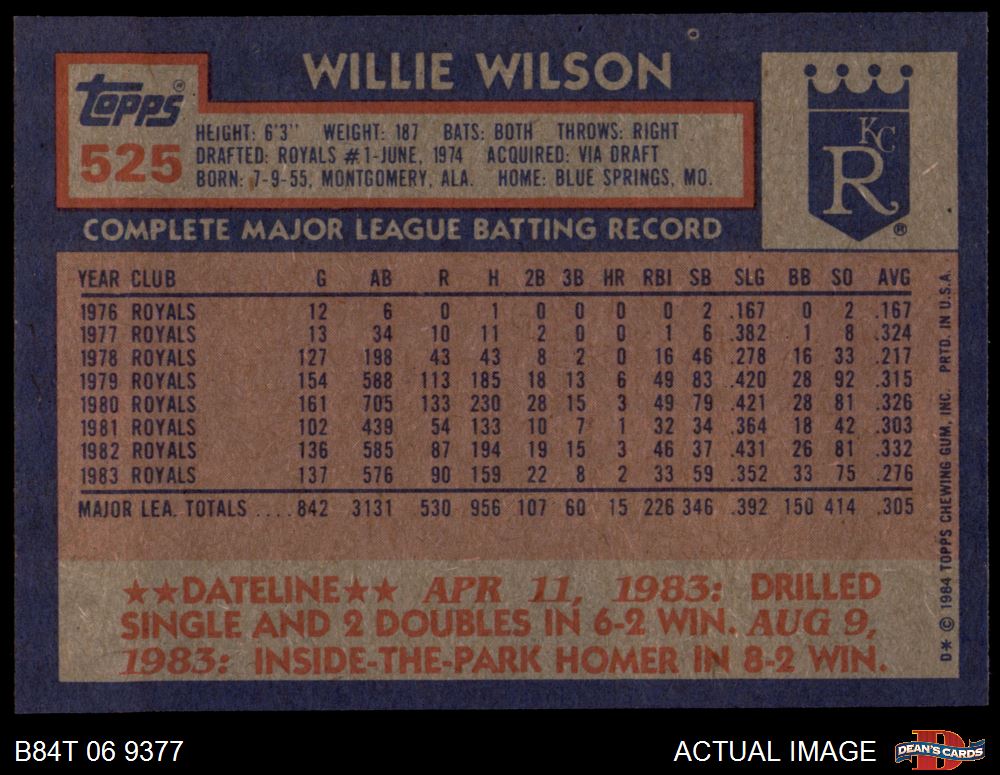 WILLIE WILSON
Topps®
525
HEIGHT: 6'3" WEIGHT: 187 BATS: BOTH THROWS: RIGHT
DRAFTED: ROYALS #1-JUNE, 1974 ACQUIRED: VIA DRAFT
BORN: 7-9-55, MONTGOMERY, ALA. HOME: BLUE SPRINGS, MO.
KC
R®
COMPLETE MAJOR LEAGUE BATTING RECORD
YEAR CLUB G AB R H 2B 3B HR RBI SB SLG BB SO AVG
1976 ROYALS 12 6 0 1 0 0 0 0 2 .167 0 2 .167
1977 ROYALS 13 34 10 11 2 0 0 1 6 .382 1 8 .324
1978 ROYALS 127 198 43 43 8 2 0 16 46 .278 16 33 .217
1979 ROYALS 154 588 113 185 18 13 6 49 83 .420 28 92 .315
1980 ROYALS 161 705 133 230 28 15 3 49 79 .421 28 81 .326
1981 ROYALS 102 439 54 133 10 7 1 32 34 .364 18 42 .303
1982 ROYALS 136 585 87 194 19 15 3 46 37 .431 26 81 .332
1983 ROYALS 137 576 90 159 22 8 2 33 59 .352 33 75 .276
MAJOR LEA. TOTALS ....842 3131 530 956 107 60 15 226 346 .392 150 414 .305
★★DATELINE★★ APR 11, 1983: DRILLED
SINGLE AND 2 DOUBLES IN 6-2 WIN. AUG 9,
1983: INSIDE-THE-PARK HOMER IN 8-2 WIN.
D* © 1984 TOPPS CHEWING GUM, INC. PRTD. IN U.S.A.
B84T 06 9377
ACTUAL IMAGE
D
DEAN'S CARDS